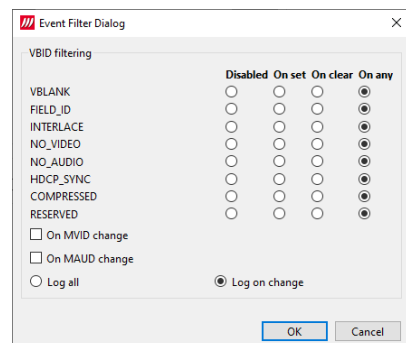 Event Filter Dialog
VBID filtering
Disabled On set On clear On any
VBLANK
FIELD_ID
INTERLACE
NO_VIDEO
NO_AUDIO
HDCP_SYNC
COMPRESSED
RESERVED
On MVID change
On MAUD change
Log all Log on change
OK Cancel